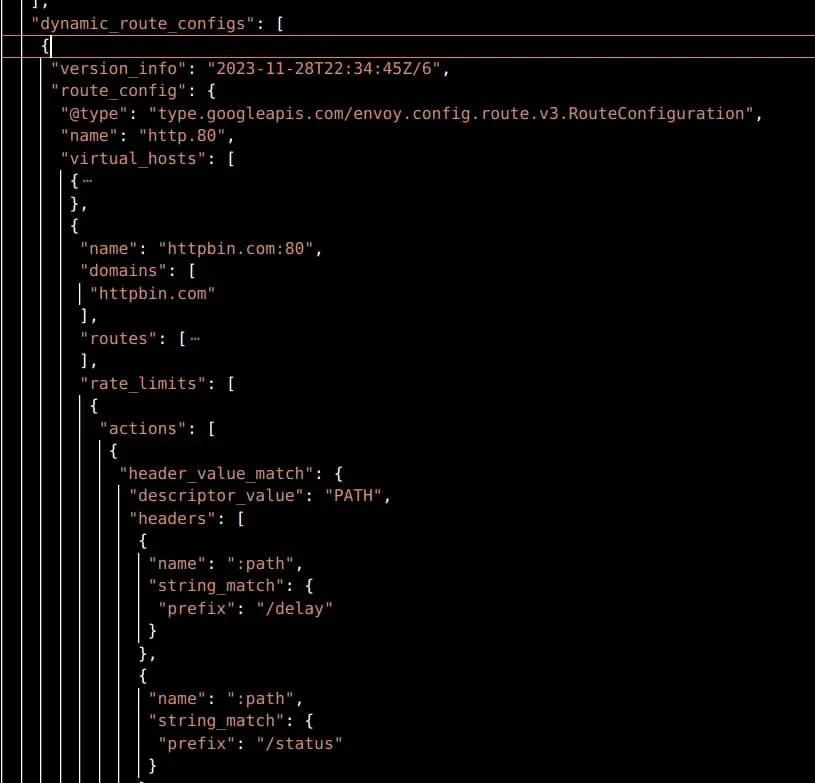 ],
"dynamic_route_configs": [
{
"version_info": "2023-11-28T22:34:45Z/6",
"route_config": {
"@type": "type.googleapis.com/envoy.config.route.v3.RouteConfiguration",
"name": "http.80",
"virtual_hosts": [
{…
},
{
"name": "httpbin.com:80",
"domains": [
"httpbin.com"
],
"routes": […
],
"rate_limits": [
{
"actions": [
{
"header_value_match": {
"descriptor_value": "PATH",
"headers": [
{
"name": ":path",
"string_match": {
"prefix": "/delay"
}
},
{
"name": ":path",
"string_match": {
"prefix": "/status"
}
}